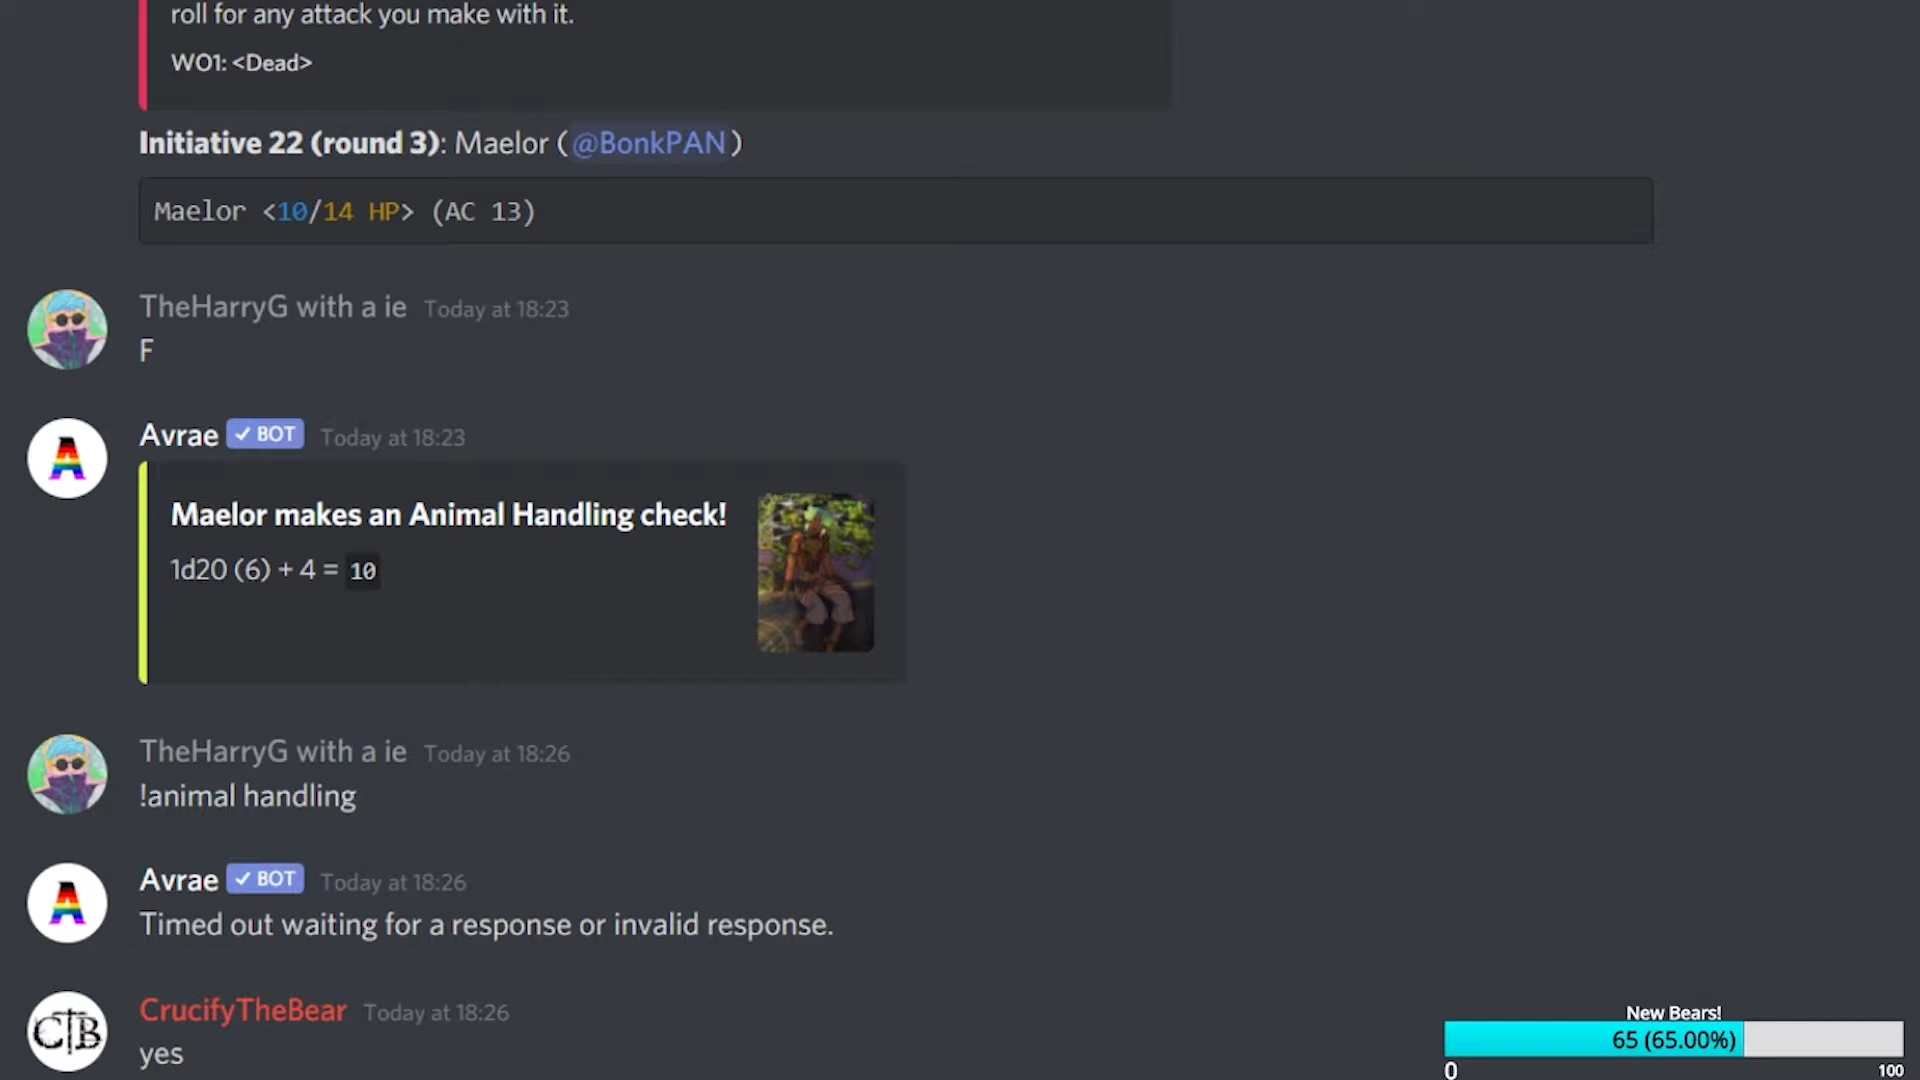 roll for any attack you make with it.
WO1: <Dead>
Initiative 22 (round 3): Maelor (@BonkPAN)
Maelor <10/14 HP> (AC 13)
TheHarryG with a ie Today at 18:23
F
A
Avrae ✓ BOT Today at 18:23
Maelor makes an Animal Handling check!
1d20 (6) + 4 = 10
TheHarryG with a ie Today at 18:26
!animal handling
A
Avrae ✓ BOT Today at 18:26
Timed out waiting for a response or invalid response.
CTB
CrucifyTheBear Today at 18:26
yes
New Bears!
65 (65.00%)
0 100